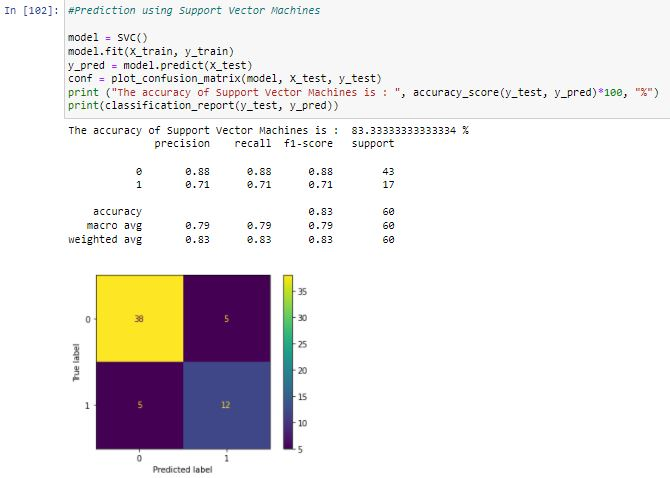 In [102]: #Prediction using Support Vector Machines
model = SVC()
model.fit(X_train, y_train)
y_pred = model.predict(X_test)
conf = plot_confusion_matrix(model, X_test, y_test)
print ("The accuracy of Support Vector Machines is : ", accuracy_score(y_test, y_pred)*100, "%")
print(classification_report(y_test, y_pred))
The accuracy of Support Vector Machines is :  83.33333333333334 %
precision recall f1-score support
0 0.88 0.88 0.88 43
1 0.71 0.71 0.71 17
accuracy 0.83 60
macro avg 0.79 0.79 0.79 60
weighted avg 0.83 0.83 0.83 60
35
0 38 5 30
25
True label
20
15
1 5 12
10
5
0 1
Predicted label